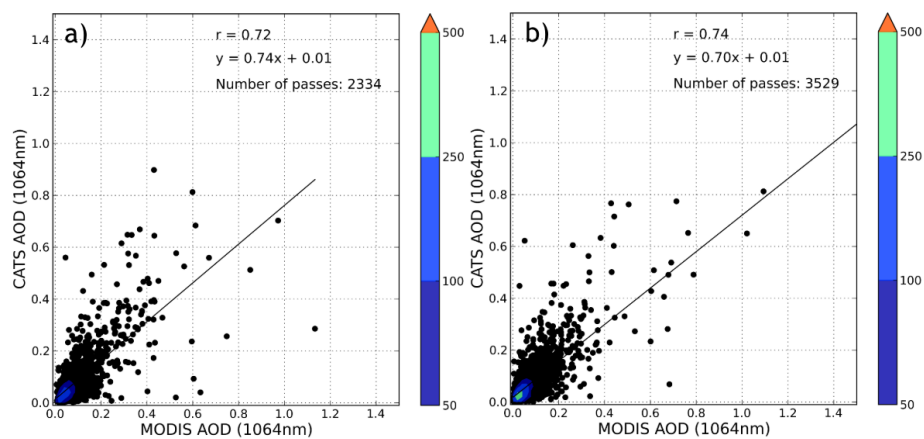 a)
r = 0.72
y = 0.74x + 0.01
Number of passes: 2334
CATS AOD (1064nm)
1.4
1.2
1.0
0.8
0.6
0.4
0.2
0.0
0.0 0.2 0.4 0.6 0.8 1.0 1.2 1.4
MODIS AOD (1064nm)
500
250
100
50
b)
r = 0.74
y = 0.70x + 0.01
Number of passes: 3529
CATS AOD (1064nm)
1.4
1.2
1.0
0.8
0.6
0.4
0.2
0.0
0.0 0.2 0.4 0.6 0.8 1.0 1.2 1.4
MODIS AOD (1064nm)
500
250
100
50